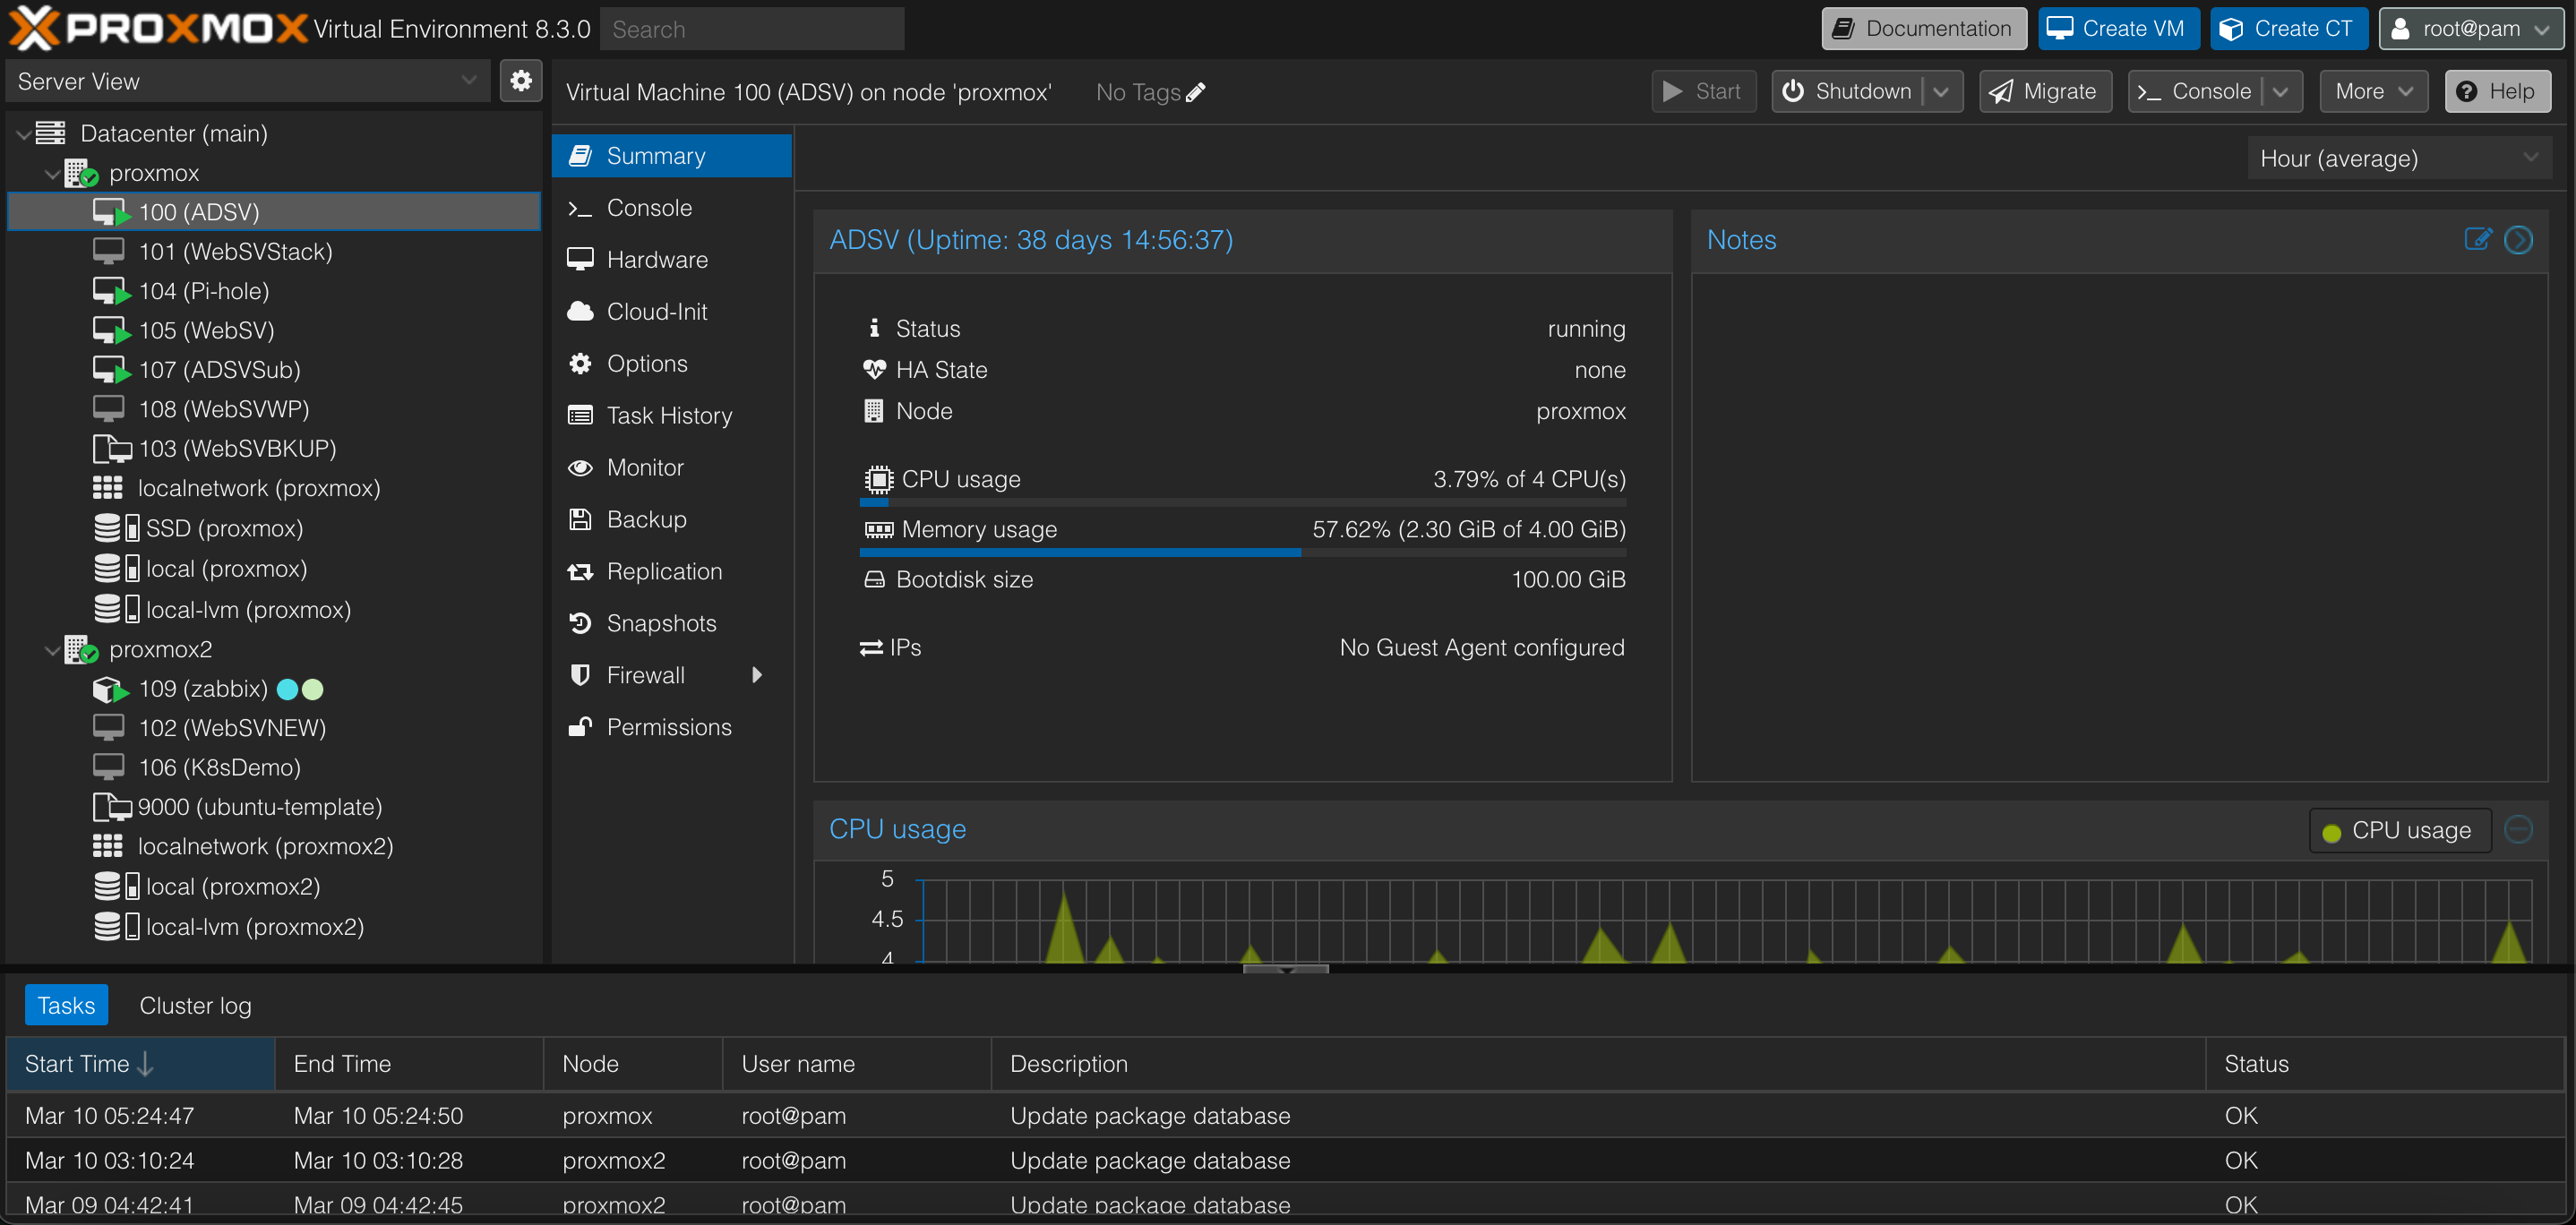 PROXMOX Virtual Environment 8.3.0
Search
Documentation
Create VM
Create CT
root@pam
Server View
Virtual Machine 100 (ADSV) on node 'proxmox'
No Tags
Start
Shutdown
Migrate
Console
More
Help
Datacenter (main)
proxmox
100 (ADSV)
101 (WebSVStack)
104 (Pi-hole)
105 (WebSV)
107 (ADSVSub)
108 (WebSVWP)
103 (WebSVBKUP)
localnetwork (proxmox)
SSD (proxmox)
local (proxmox)
local-lvm (proxmox)
proxmox2
109 (zabbix)
102 (WebSVNEW)
106 (K8sDemo)
9000 (ubuntu-template)
localnetwork (proxmox2)
local (proxmox2)
local-lvm (proxmox2)
Summary
Console
Hardware
Cloud-Init
Options
Task History
Monitor
Backup
Replication
Snapshots
Firewall
Permissions
Hour (average)
ADSV (Uptime: 38 days 14:56:37)
Status running
HA State none
Node proxmox
CPU usage 3.79% of 4 CPU(s)
Memory usage 57.62% (2.30 GiB of 4.00 GiB)
Bootdisk size 100.00 GiB
IPs No Guest Agent configured
Notes
CPU usage
CPU usage
5
4.5
4
Tasks
Cluster log
Start Time End Time Node User name Description Status
Mar 10 05:24:47 Mar 10 05:24:50 proxmox root@pam Update package database OK
Mar 10 03:10:24 Mar 10 03:10:28 proxmox2 root@pam Update package database OK
Mar 09 04:42:41 Mar 09 04:42:45 proxmox2 root@pam Update package database OK